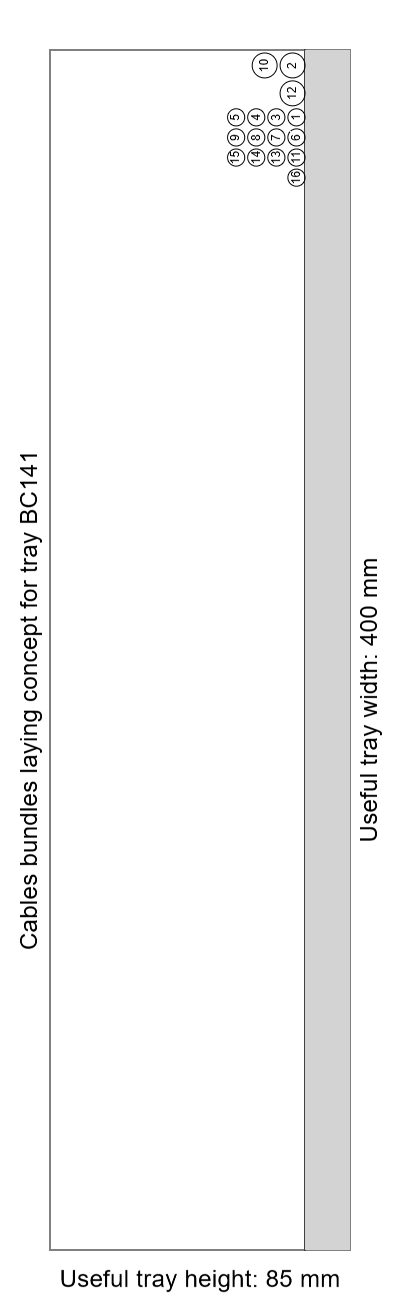 Cables bundles laying concept for tray BC141
10 2
12
5 4 3 1
9 8 7 6
15 14 13 11
16
Useful tray width: 400 mm
Useful tray height: 85 mm